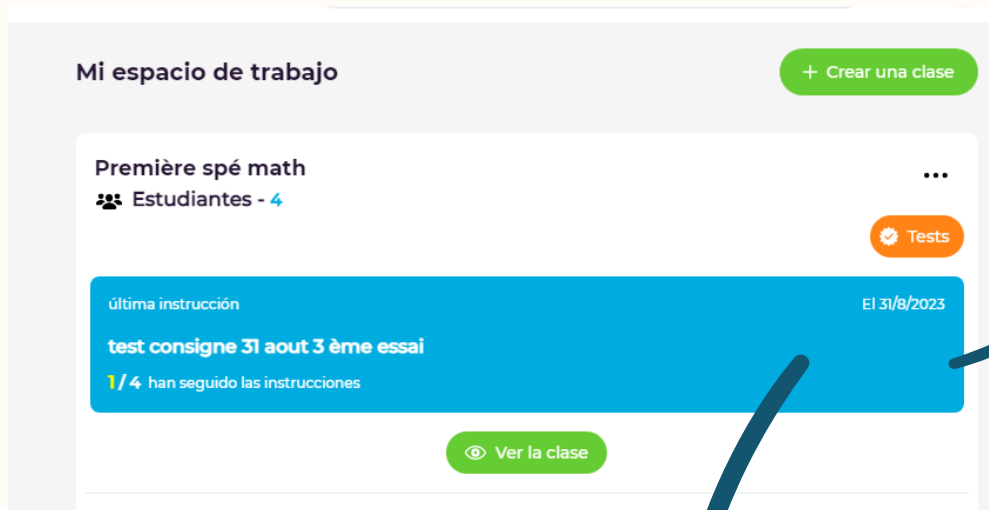 Mi espacio de trabajo
+ Crear una clase
Première spé math
Estudiantes - 4
Tests
última instrucción
El 31/8/2023
test consigne 31 aout 3 ème essai
1/4 han seguido las instrucciones
Ver la clase